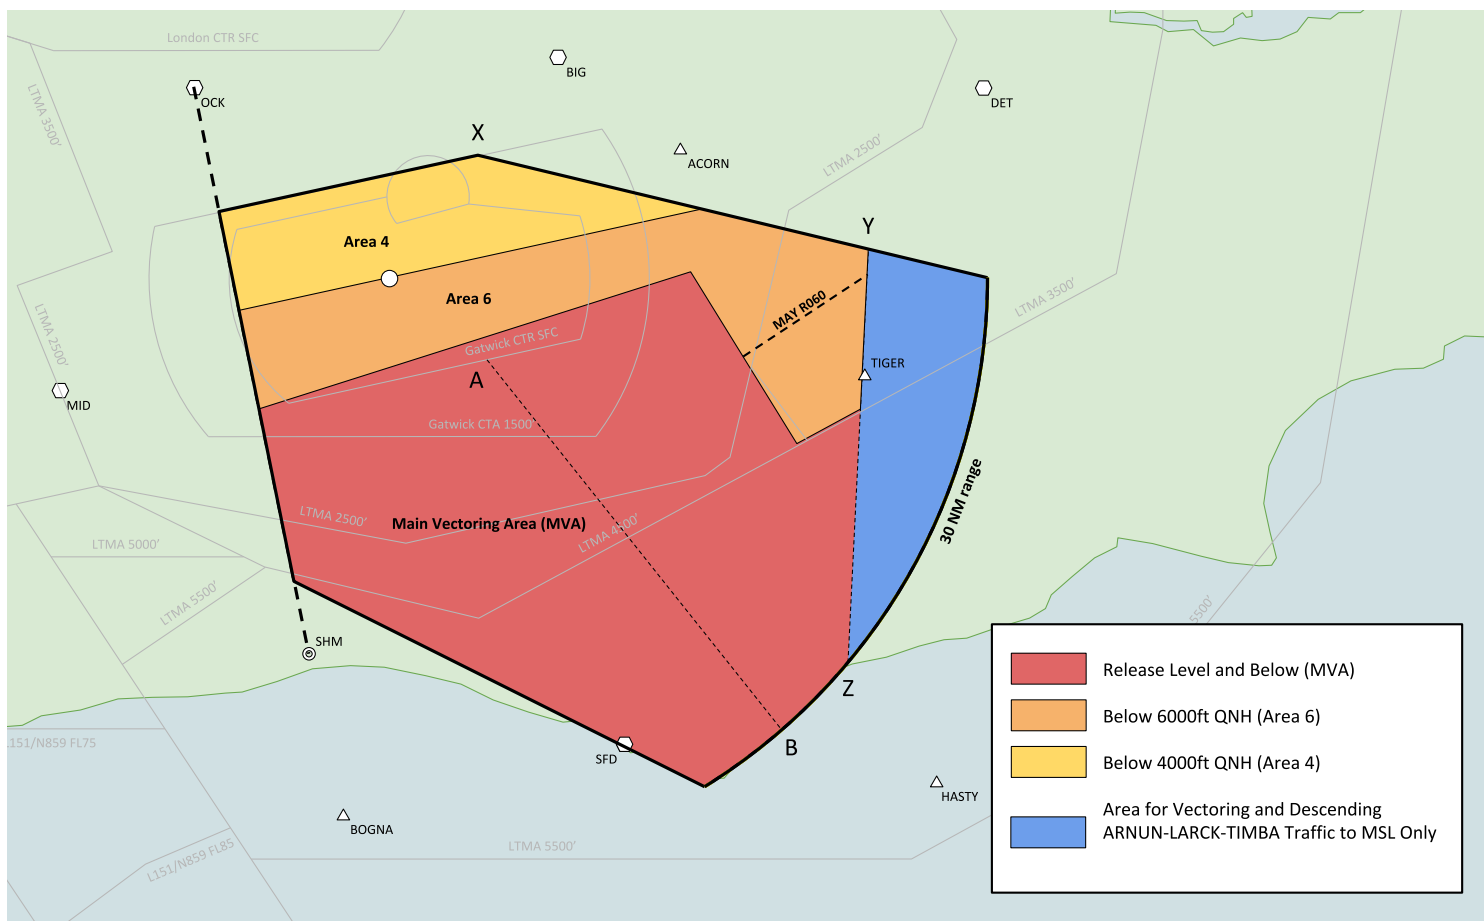 London CTR SFC
BIG
OCK
DET
LTMA 3500’
X
ACORN
LTMA 2500’
Y
Area 4
Area 6
MAY R060
LTMA 3500’
LTMA 2500’
Gatwick CTR SFC
TIGER
A
MID
Gatwick CTA 1500’
30 NM range
LTMA 2500’
Main Vectoring Area (MVA)
LTMA 4500’
LTMA 5000’
LTMA 5500’
5500’
SHM
Z
Release Level and Below (MVA)
Below 6000ft QNH (Area 6)
Below 4000ft QNH (Area 4)
Area for Vectoring and Descending
ARNUN-LARCK-TIMBA Traffic to MSL Only
L151/N859 FL75
SFD
B
HASTY
BOGNA
LTMA 5500’
L151/N859 FL85